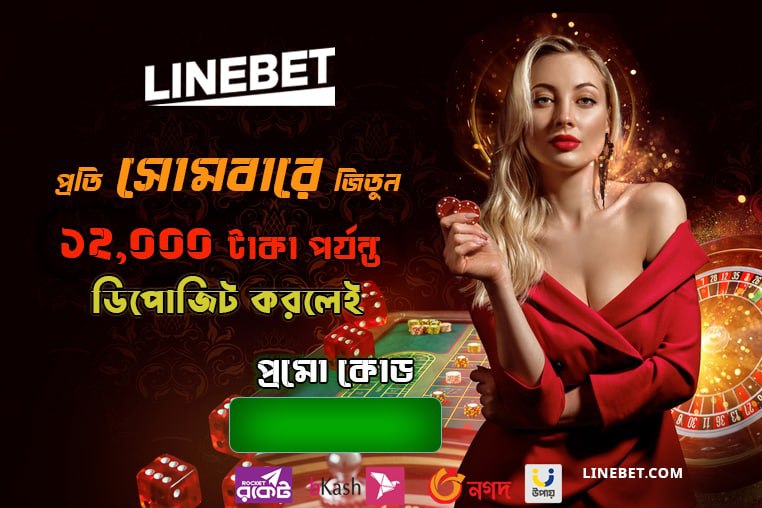 LINEBET
প্রতি সোমবারে জিতুন
১২,০০০ টাকা পর্যন্ত
ডিপোজিট করলেই
প্রমো কোড
ROCKET
রকেট
bKash
নগদ
উপায়
LINEBET.COM